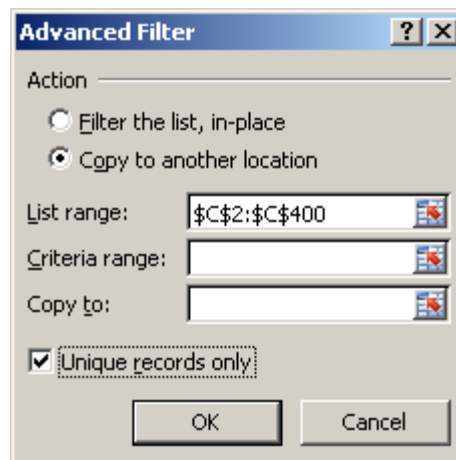 Advanced Filter
Action
Filter the list, in-place
Copy to another location
List range: $C$2:$C$400
Criteria range:
Copy to:
Unique records only
OK Cancel